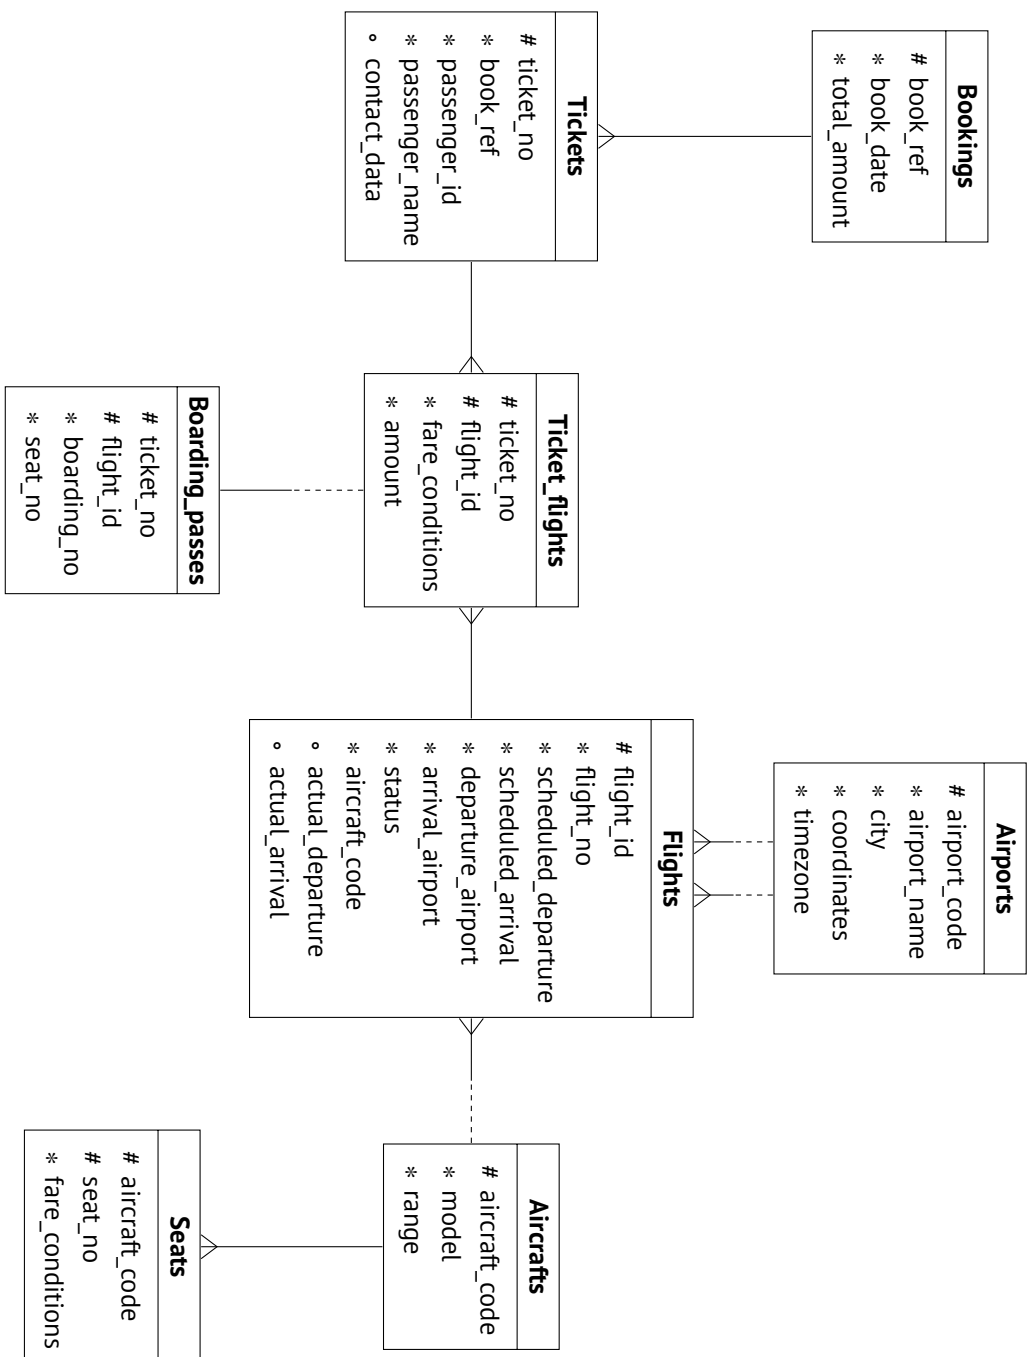 Bookings
# book_ref
* book_date
* total_amount
Tickets
# ticket_no
* book_ref
* passenger_id
* passenger_name
° contact_data
Ticket_flights
# ticket_no
# flight_id
* fare_conditions
* amount
Boarding_passes
# ticket_no
# flight_id
* boarding_no
* seat_no
Airports
# airport_code
* airport_name
* city
* coordinates
* timezone
Flights
# flight_id
* flight_no
* scheduled_departure
* scheduled_arrival
* departure_airport
* arrival_airport
* status
* aircraft_code
° actual_departure
° actual_arrival
Aircrafts
# aircraft_code
* model
* range
Seats
# aircraft_code
# seat_no
* fare_conditions